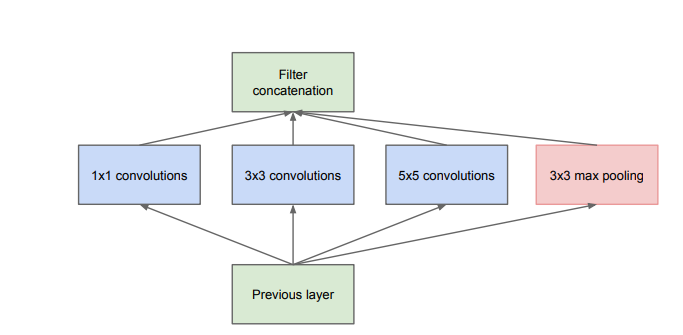 Filter
concatenation
1x1 convolutions
3x3 convolutions
5x5 convolutions
3x3 max pooling
Previous layer